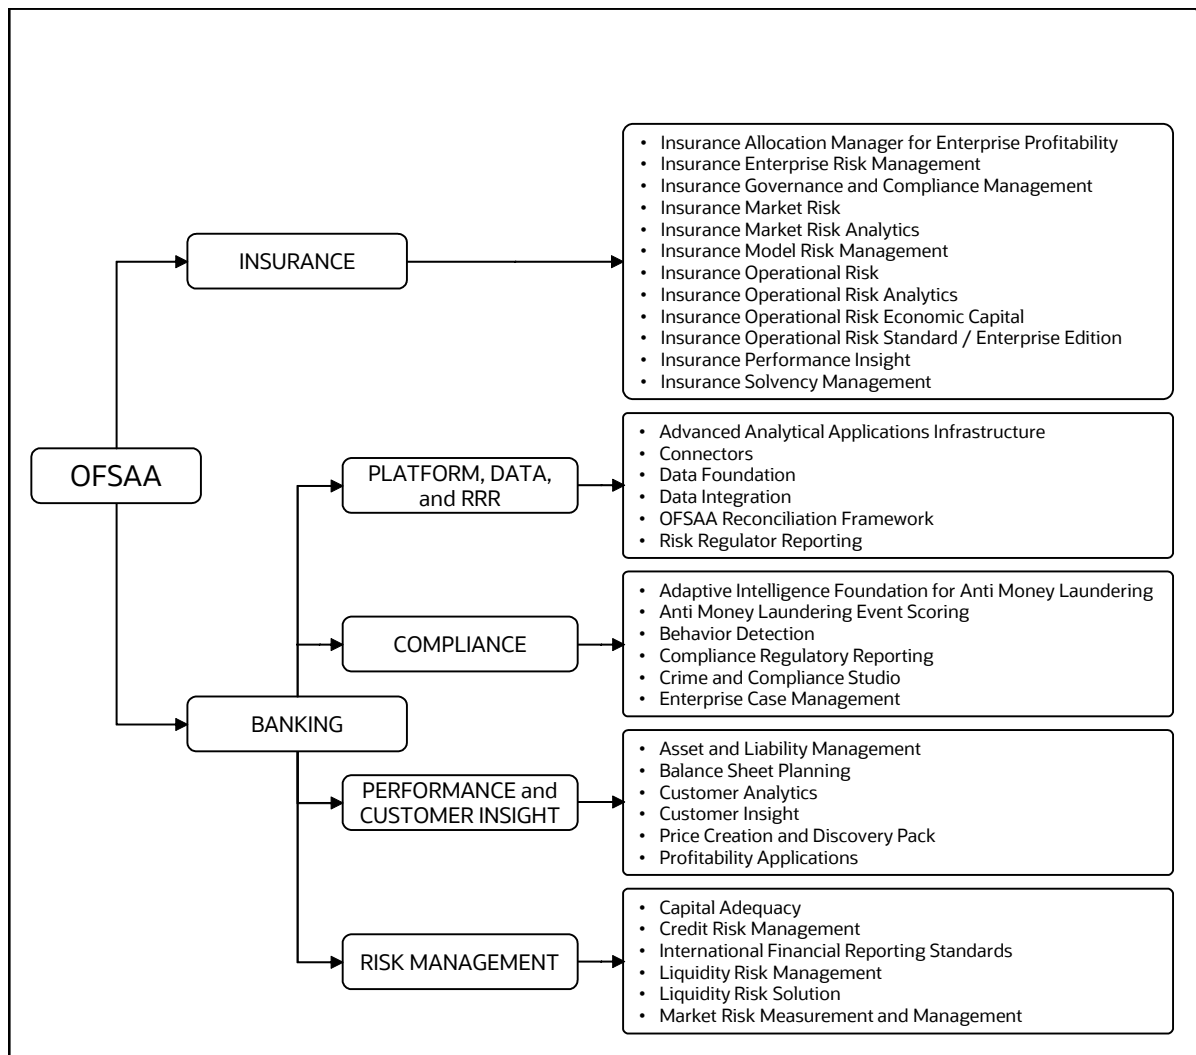 OFSAA
INSURANCE
• Insurance Allocation Manager for Enterprise Profitability
• Insurance Enterprise Risk Management
• Insurance Governance and Compliance Management
• Insurance Market Risk
• Insurance Market Risk Analytics
• Insurance Model Risk Management
• Insurance Operational Risk
• Insurance Operational Risk Analytics
• Insurance Operational Risk Economic Capital
• Insurance Operational Risk Standard / Enterprise Edition
• Insurance Performance Insight
• Insurance Solvency Management
BANKING
PLATFORM, DATA,
and RRR
• Advanced Analytical Applications Infrastructure
• Connectors
• Data Foundation
• Data Integration
• OFSAA Reconciliation Framework
• Risk Regulator Reporting
COMPLIANCE
• Adaptive Intelligence Foundation for Anti Money Laundering
• Anti Money Laundering Event Scoring
• Behavior Detection
• Compliance Regulatory Reporting
• Crime and Compliance Studio
• Enterprise Case Management
PERFORMANCE and
CUSTOMER INSIGHT
• Asset and Liability Management
• Balance Sheet Planning
• Customer Analytics
• Customer Insight
• Price Creation and Discovery Pack
• Profitability Applications
RISK MANAGEMENT
• Capital Adequacy
• Credit Risk Management
• International Financial Reporting Standards
• Liquidity Risk Management
• Liquidity Risk Solution
• Market Risk Measurement and Management